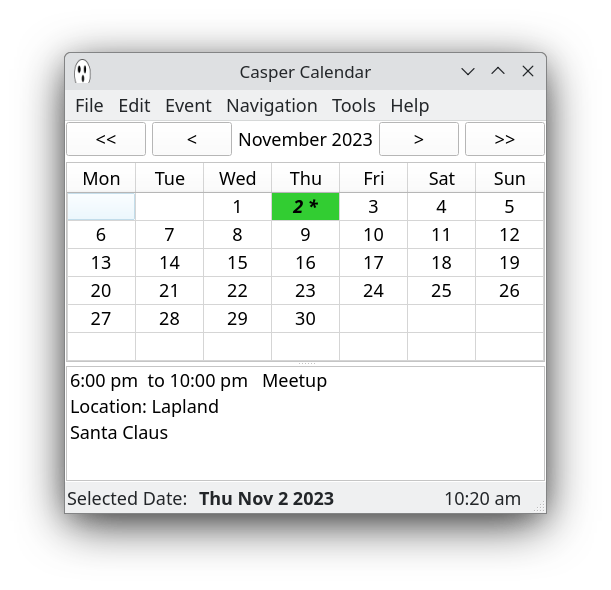 Casper Calendar
File Edit Event Navigation Tools Help
<< < November 2023 > >>
Mon Tue Wed Thu Fri Sat Sun
1 2 * 3 4 5
6 7 8 9 10 11 12
13 14 15 16 17 18 19
20 21 22 23 24 25 26
27 28 29 30
6:00 pm to 10:00 pm Meetup
Location: Lapland
Santa Claus
Selected Date: Thu Nov 2 2023 10:20 am